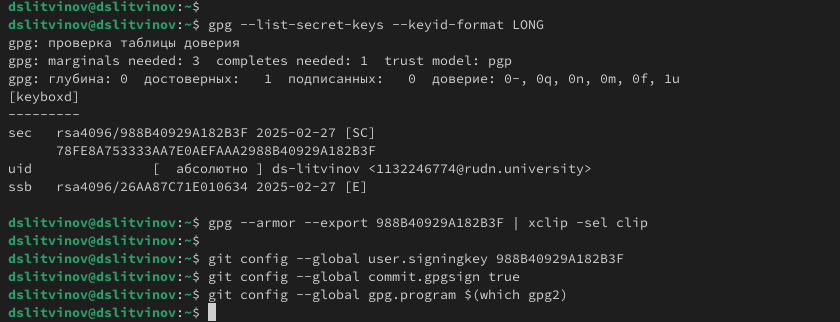 dslitvinov@dslitvinov:~$
dslitvinov@dslitvinov:~$ gpg --list-secret-keys --keyid-format LONG
gpg: проверка таблицы доверия
gpg: marginals needed: 3  completes needed: 1  trust model: pgp
gpg: глубина: 0  достоверных:   1  подписанных:   0  доверие: 0-, 0q, 0n, 0m, 0f, 1u
[keyboxd]
---------
sec   rsa4096/988B40929A182B3F 2025-02-27 [SC]
      78FE8A753333AA7E0AEFAAA2988B40929A182B3F
uid               [  абсолютно ] ds-litvinov <1132246774@rudn.university>
ssb   rsa4096/26AA87C71E010634 2025-02-27 [E]
dslitvinov@dslitvinov:~$ gpg --armor --export 988B40929A182B3F | xclip -sel clip
dslitvinov@dslitvinov:~$
dslitvinov@dslitvinov:~$ git config --global user.signingkey 988B40929A182B3F
dslitvinov@dslitvinov:~$ git config --global commit.gpgsign true
dslitvinov@dslitvinov:~$ git config --global gpg.program $(which gpg2)
dslitvinov@dslitvinov:~$